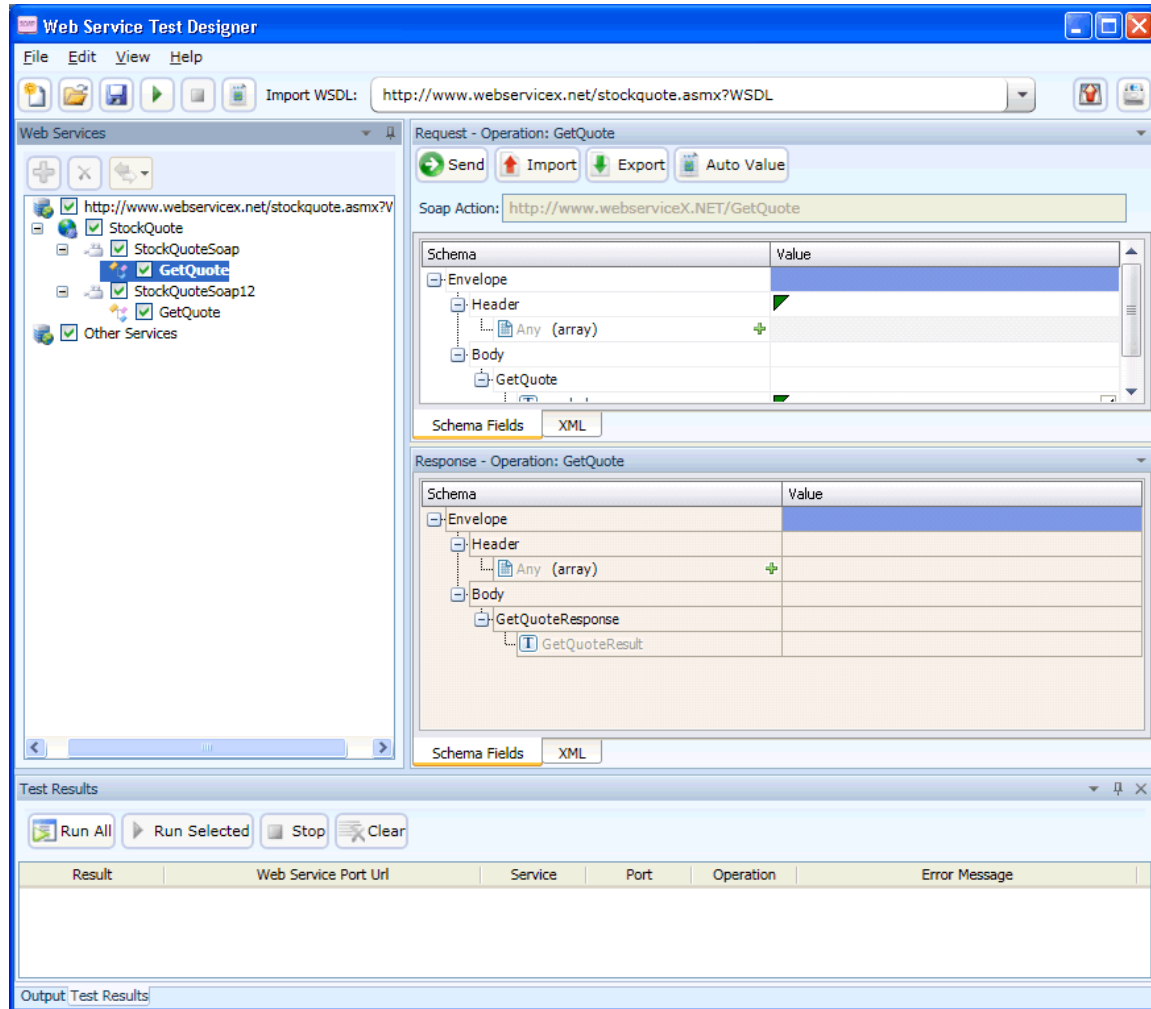 Web Service Test Designer
File Edit View Help
Import WSDL: http://www.webservicex.net/stockquote.asmx?WSDL
Web Services
http://www.webservicex.net/stockquote.asmx?V
StockQuote
StockQuoteSoap
GetQuote
StockQuoteSoap12
GetQuote
Other Services
Request - Operation: GetQuote
Send Import Export Auto Value
Soap Action: http://www.webserviceX.NET/GetQuote
Schema Value
Envelope
Header
Any (array)
Body
GetQuote
Schema Fields XML
Response - Operation: GetQuote
Schema Value
Envelope
Header
Any (array)
Body
GetQuoteResponse
T GetQuoteResult
Schema Fields XML
Test Results
Run All Run Selected Stop Clear
Result Web Service Port Url Service Port Operation Error Message
Output Test Results